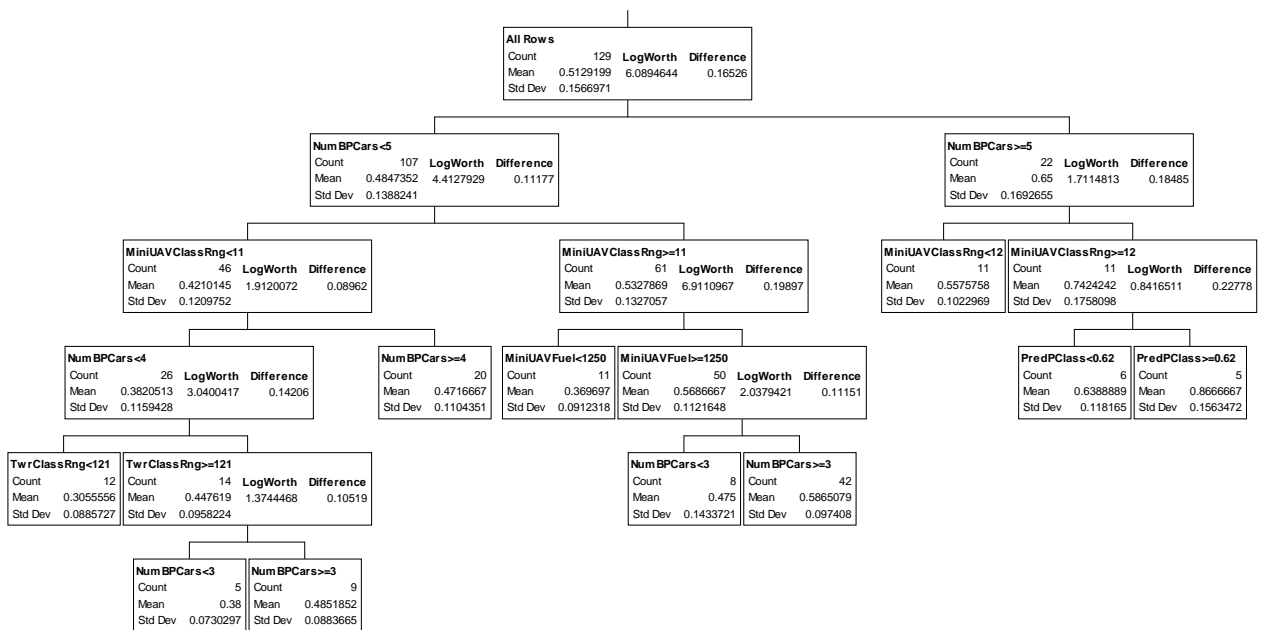 All Rows
Count 129 LogWorth Difference
Mean 0.5129199 6.0894644 0.16526
Std Dev 0.1566971
NumBPCars<5
Count 107 LogWorth Difference
Mean 0.4847352 4.4127929 0.11177
Std Dev 0.1388241
NumBPCars>=5
Count 22 LogWorth Difference
Mean 0.65 1.7114813 0.18485
Std Dev 0.1692655
MiniUAVClassRng<11
Count 46 LogWorth Difference
Mean 0.4210145 1.9120072 0.08962
Std Dev 0.1209752
MiniUAVClassRng>=11
Count 61 LogWorth Difference
Mean 0.5327869 6.9110967 0.19897
Std Dev 0.1327057
MiniUAVClassRng<12
Count 11
Mean 0.5575758
Std Dev 0.1022969
MiniUAVClassRng>=12
Count 11 LogWorth Difference
Mean 0.7424242 0.8416511 0.22778
Std Dev 0.1758098
NumBPCars<4
Count 26 LogWorth Difference
Mean 0.3820513 3.0400417 0.14206
Std Dev 0.1159428
NumBPCars>=4
Count 20
Mean 0.4716667
Std Dev 0.1104351
MiniUAVFuel<1250
Count 11
Mean 0.369697
Std Dev 0.0912318
MiniUAVFuel>=1250
Count 50 LogWorth Difference
Mean 0.5686667 2.0379421 0.11151
Std Dev 0.1121648
PredPClass<0.62
Count 6
Mean 0.6388889
Std Dev 0.118165
PredPClass>=0.62
Count 5
Mean 0.8666667
Std Dev 0.1563472
TwrClassRng<121
Count 12
Mean 0.3055556
Std Dev 0.0885727
TwrClassRng>=121
Count 14 LogWorth Difference
Mean 0.447619 1.3744468 0.10519
Std Dev 0.0958224
NumBPCars<3
Count 8
Mean 0.475
Std Dev 0.1433721
NumBPCars>=3
Count 42
Mean 0.5865079
Std Dev 0.097408
NumBPCars<3
Count 5
Mean 0.38
Std Dev 0.0730297
NumBPCars>=3
Count 9
Mean 0.4851852
Std Dev 0.0883665